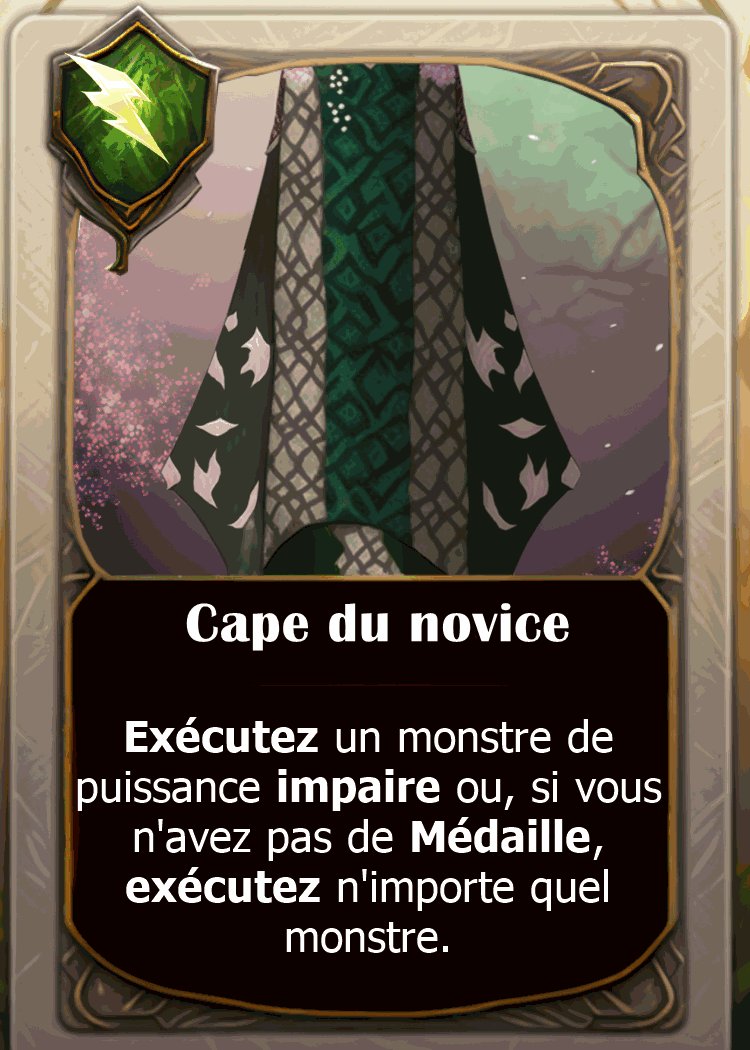 Cape du novice
Exécutez un monstre de
puissance impaire ou, si vous
n'avez pas de Médaille,
exécutez n'importe quel
monstre.